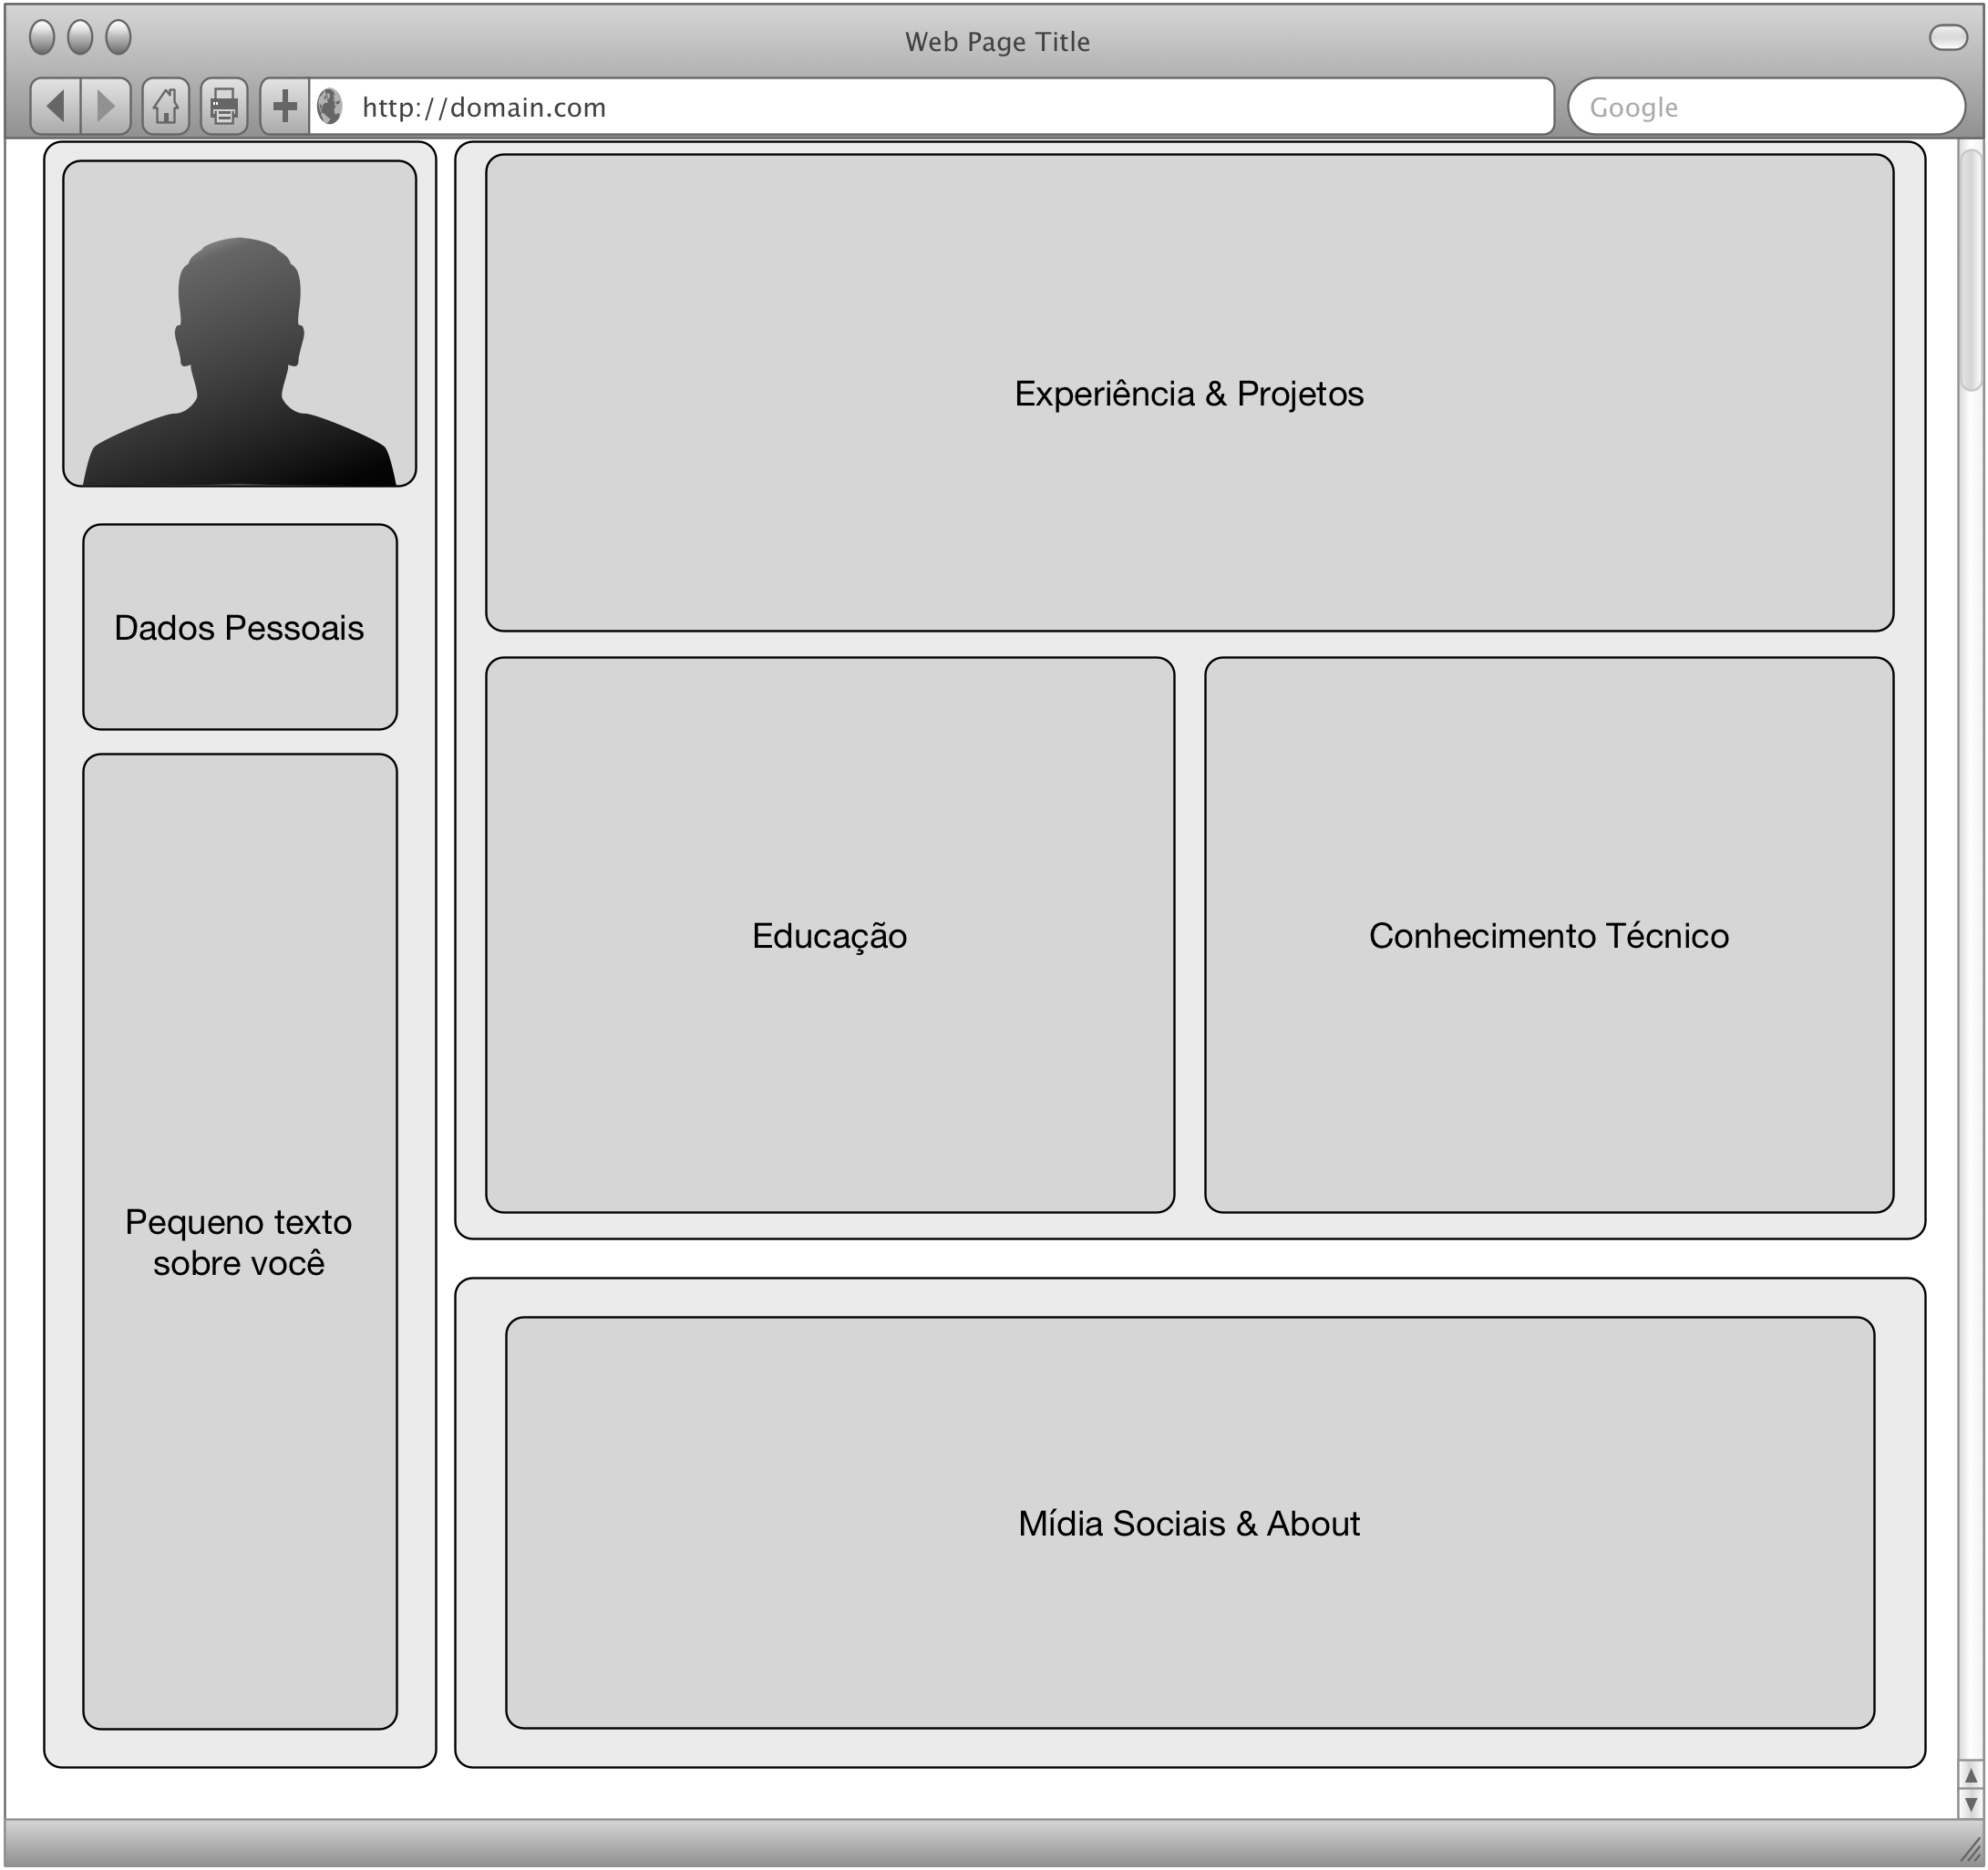 Web Page Title
http://domain.com
Google
Experiência & Projetos
Dados Pessoais
Educação
Conhecimento Técnico
Pequeno texto
sobre você
Mídia Sociais & About